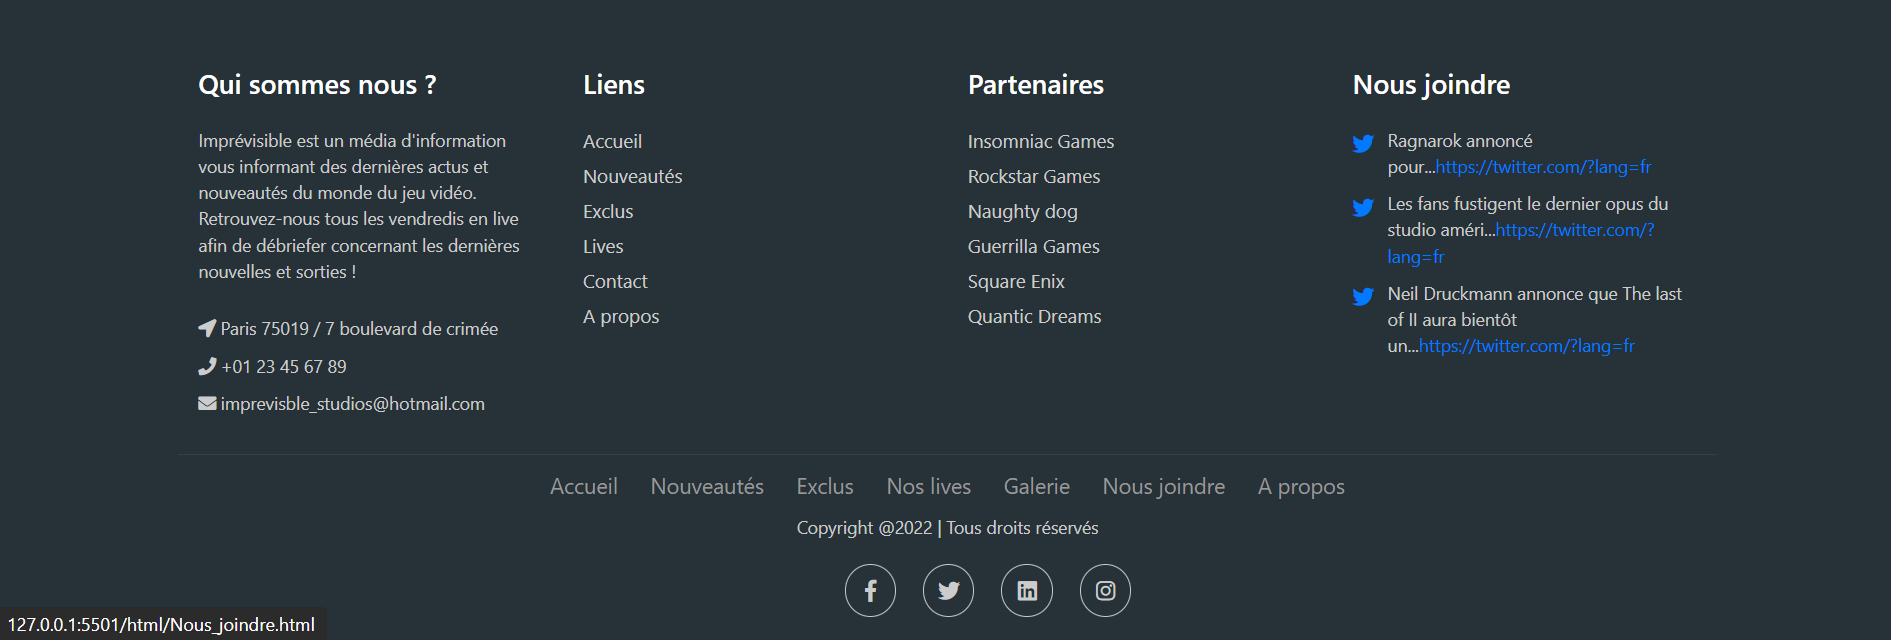 Qui sommes nous ?
Imprévisible est un média d'information
vous informant des dernières actus et
nouveautés du monde du jeu vidéo.
Retrouvez-nous tous les vendredis en live
afin de débriefer concernant les dernières
nouvelles et sorties !
Paris 75019 / 7 boulevard de crimée
+01 23 45 67 89
imprevisble_studios@hotmail.com
Liens
Accueil
Nouveautés
Exclus
Lives
Contact
A propos
Partenaires
Insomniac Games
Rockstar Games
Naughty dog
Guerrilla Games
Square Enix
Quantic Dreams
Nous joindre
Ragnarok annoncé
pour...https://twitter.com/?lang=fr
Les fans fustigent le dernier opus du
studio améri...https://twitter.com/?
lang=fr
Neil Druckmann annonce que The last
of II aura bientôt
un...https://twitter.com/?lang=fr
Accueil Nouveautés Exclus Nos lives Galerie Nous joindre A propos
Copyright @2022 | Tous droits réservés
127.0.0.1:5501/html/Nous_joindre.html